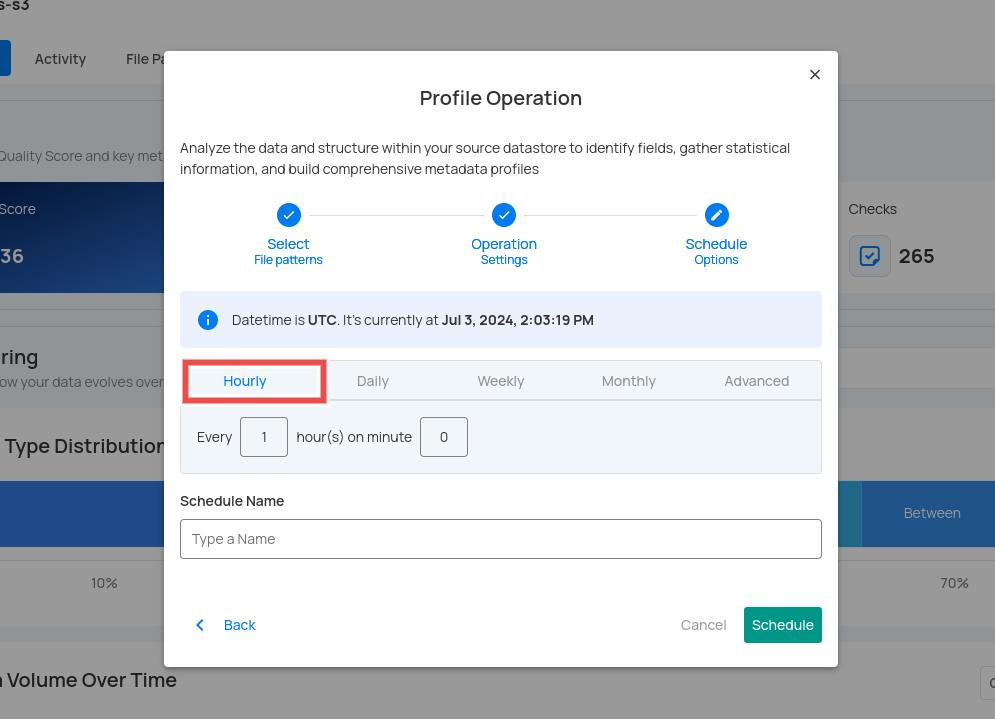 s-s3
Activity
File Pa
Profile Operation
Analyze the data and structure within your source datastore to identify fields, gather statistical
information, and build comprehensive metadata profiles
Quality Score and key met
Score
36
Checks
265
Select
File patterns
Operation
Settings
Schedule
Options
Datetime is UTC. It's currently at Jul 3, 2024, 2:03:19 PM
ring
ow your data evolves over
Hourly
Daily
Weekly
Monthly
Advanced
Every 1 hour(s) on minute 0
Type Distribution
Schedule Name
Type a Name
Between
10%
70%
Back
Cancel
Schedule
Volume Over Time